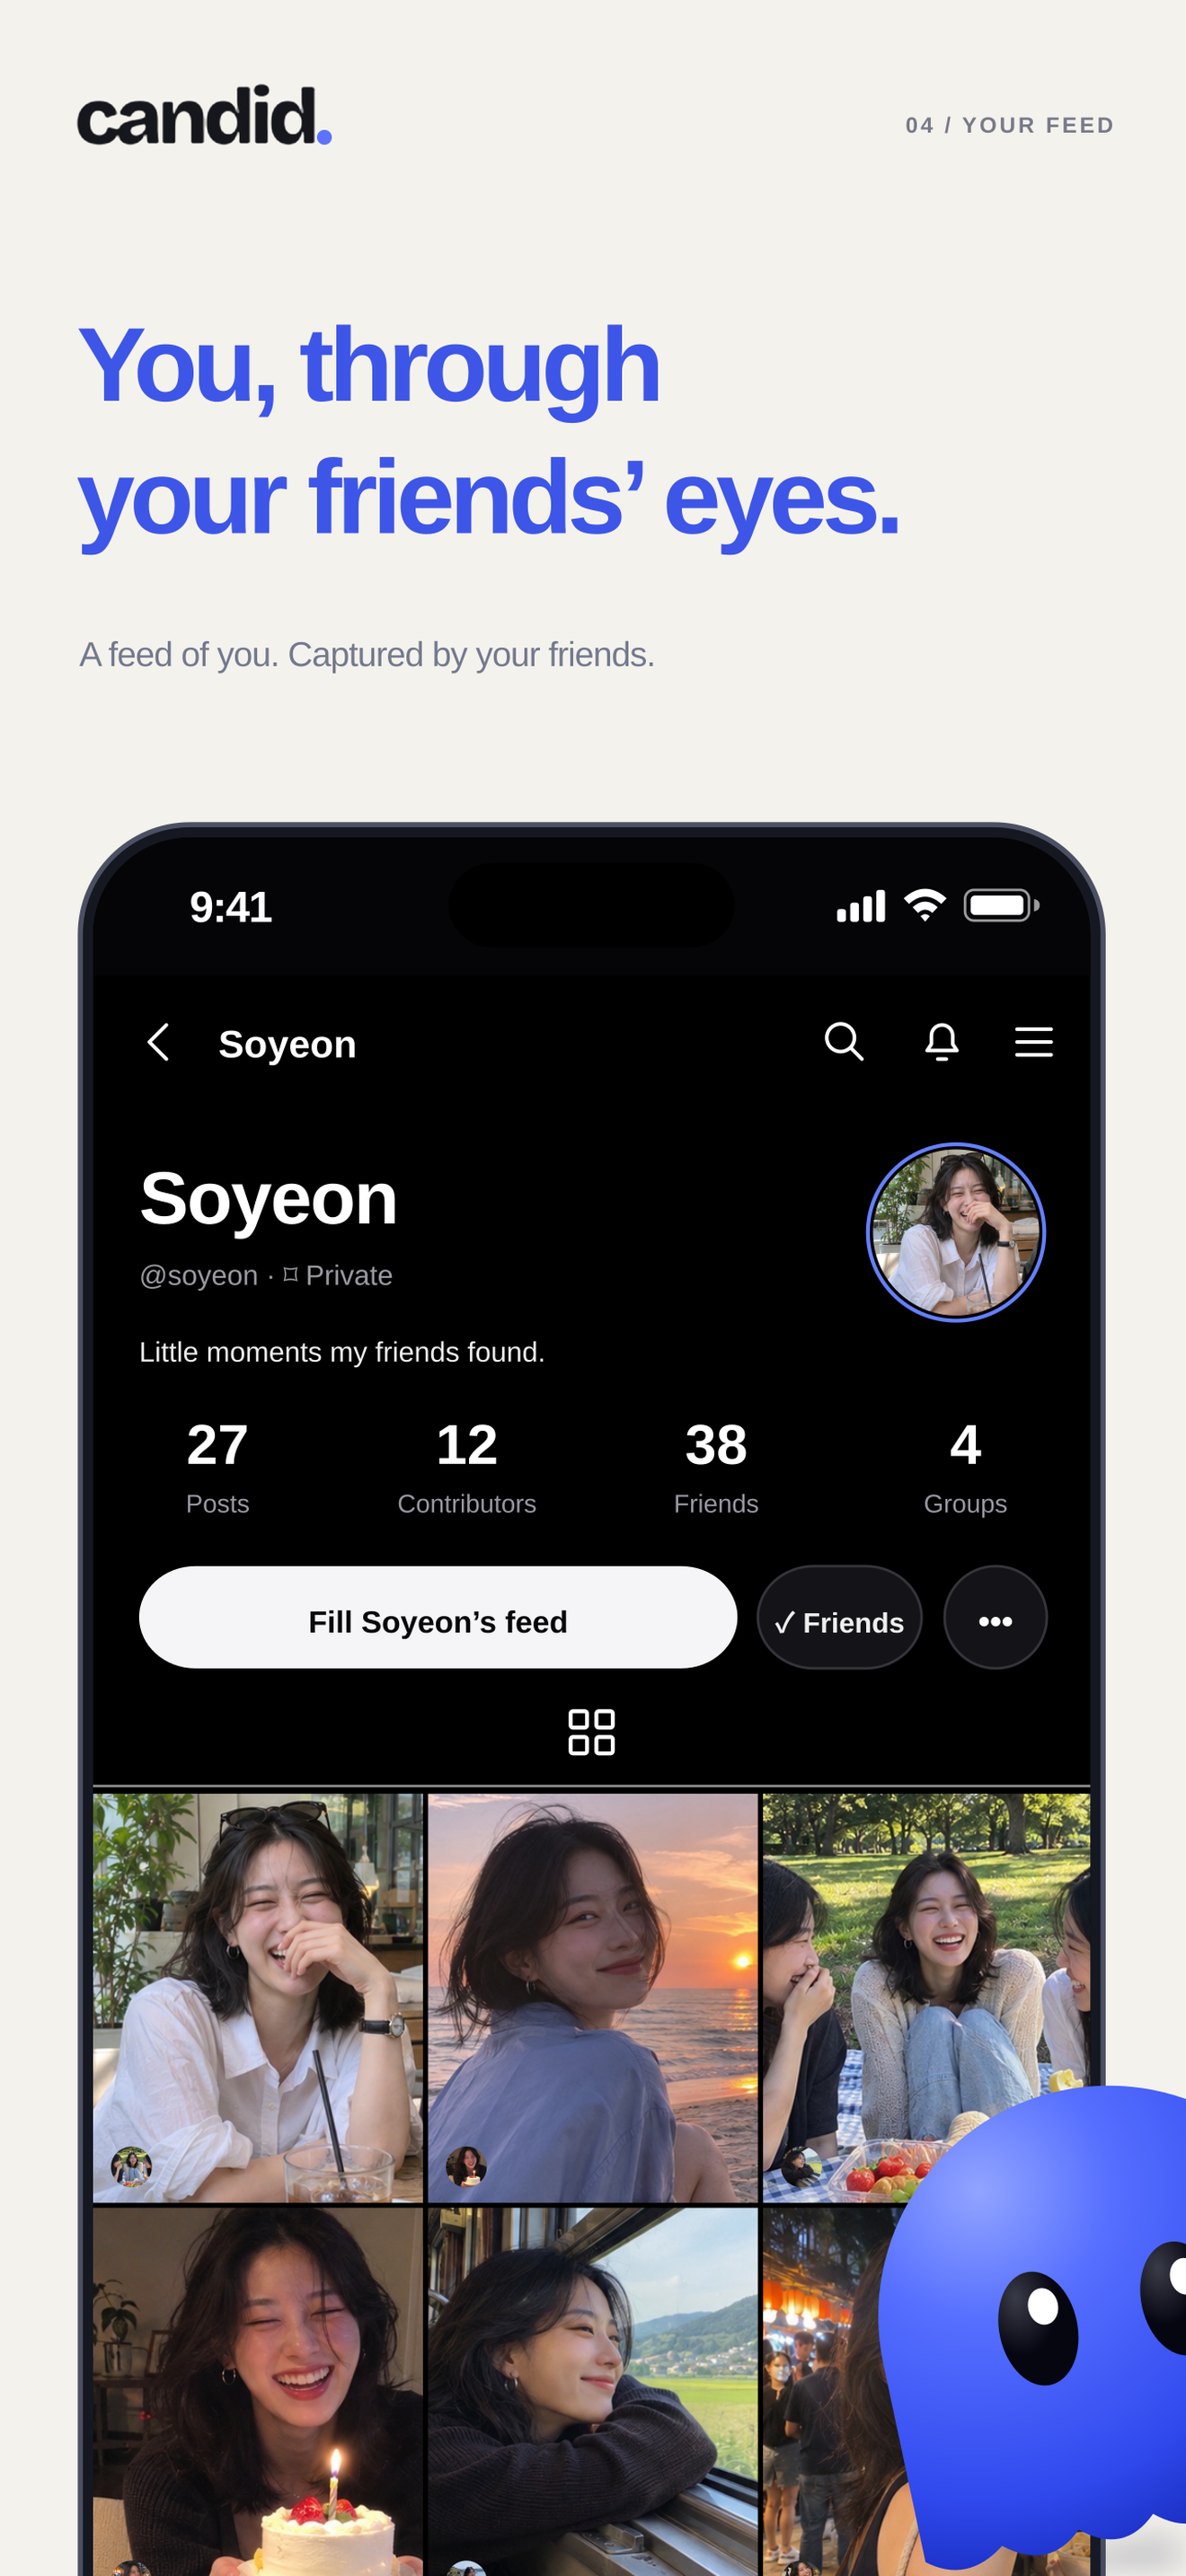 candid.
04 / YOUR FEED
You, through
your friends’ eyes.
A feed of you. Captured by your friends.
9:41
Soyeon
Soyeon
@soyeon · Private
Little moments my friends found.
27 12 38 4
Posts Contributors Friends Groups
Fill Soyeon’s feed ✓ Friends •••